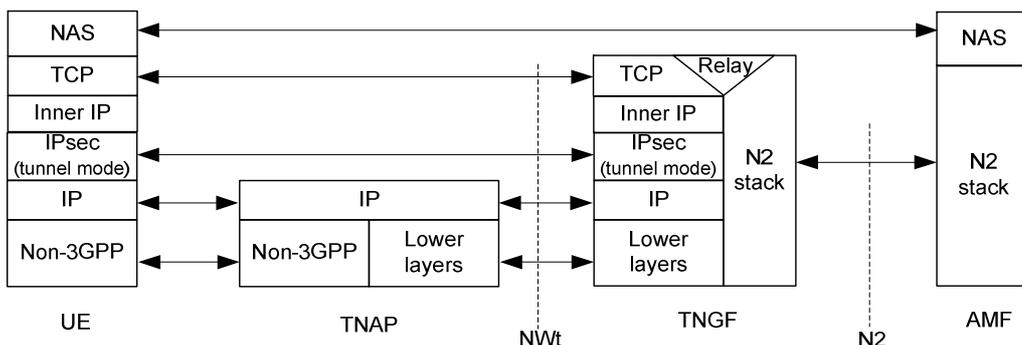 NAS
TCP
Inner IP
IPsec
(tunnel mode)
IP
Non-3GPP
UE
IP
Non-3GPP
Lower
layers
TNAP
NWt
TCP
Relay
Inner IP
IPsec
(tunnel mode)
IP
Lower
layers
N2
stack
TNGF
N2
NAS
N2
stack
AMF